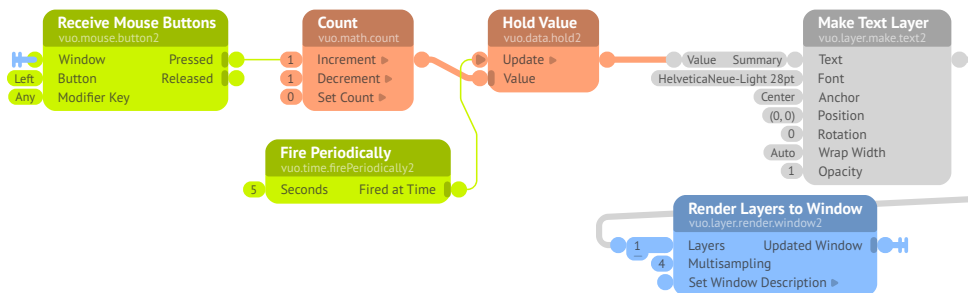 Receive Mouse Buttons
vuo.mouse.button2
Window Pressed
Left Button Released
Any Modifier Key
Count
vuo.math.count
1 Increment
1 Decrement
0 Set Count
Hold Value
vuo.data.hold2
Update
Value
Make Text Layer
vuo.layer.make.text2
Value Summary Text
HelveticaNeue-Light 28pt Font
Center Anchor
(0, 0) Position
0 Rotation
Auto Wrap Width
1 Opacity
Fire Periodically
vuo.time.firePeriodically2
5 Seconds Fired at Time
Render Layers to Window
vuo.layer.render.window2
1 Layers Updated Window
4 Multisampling
Set Window Description